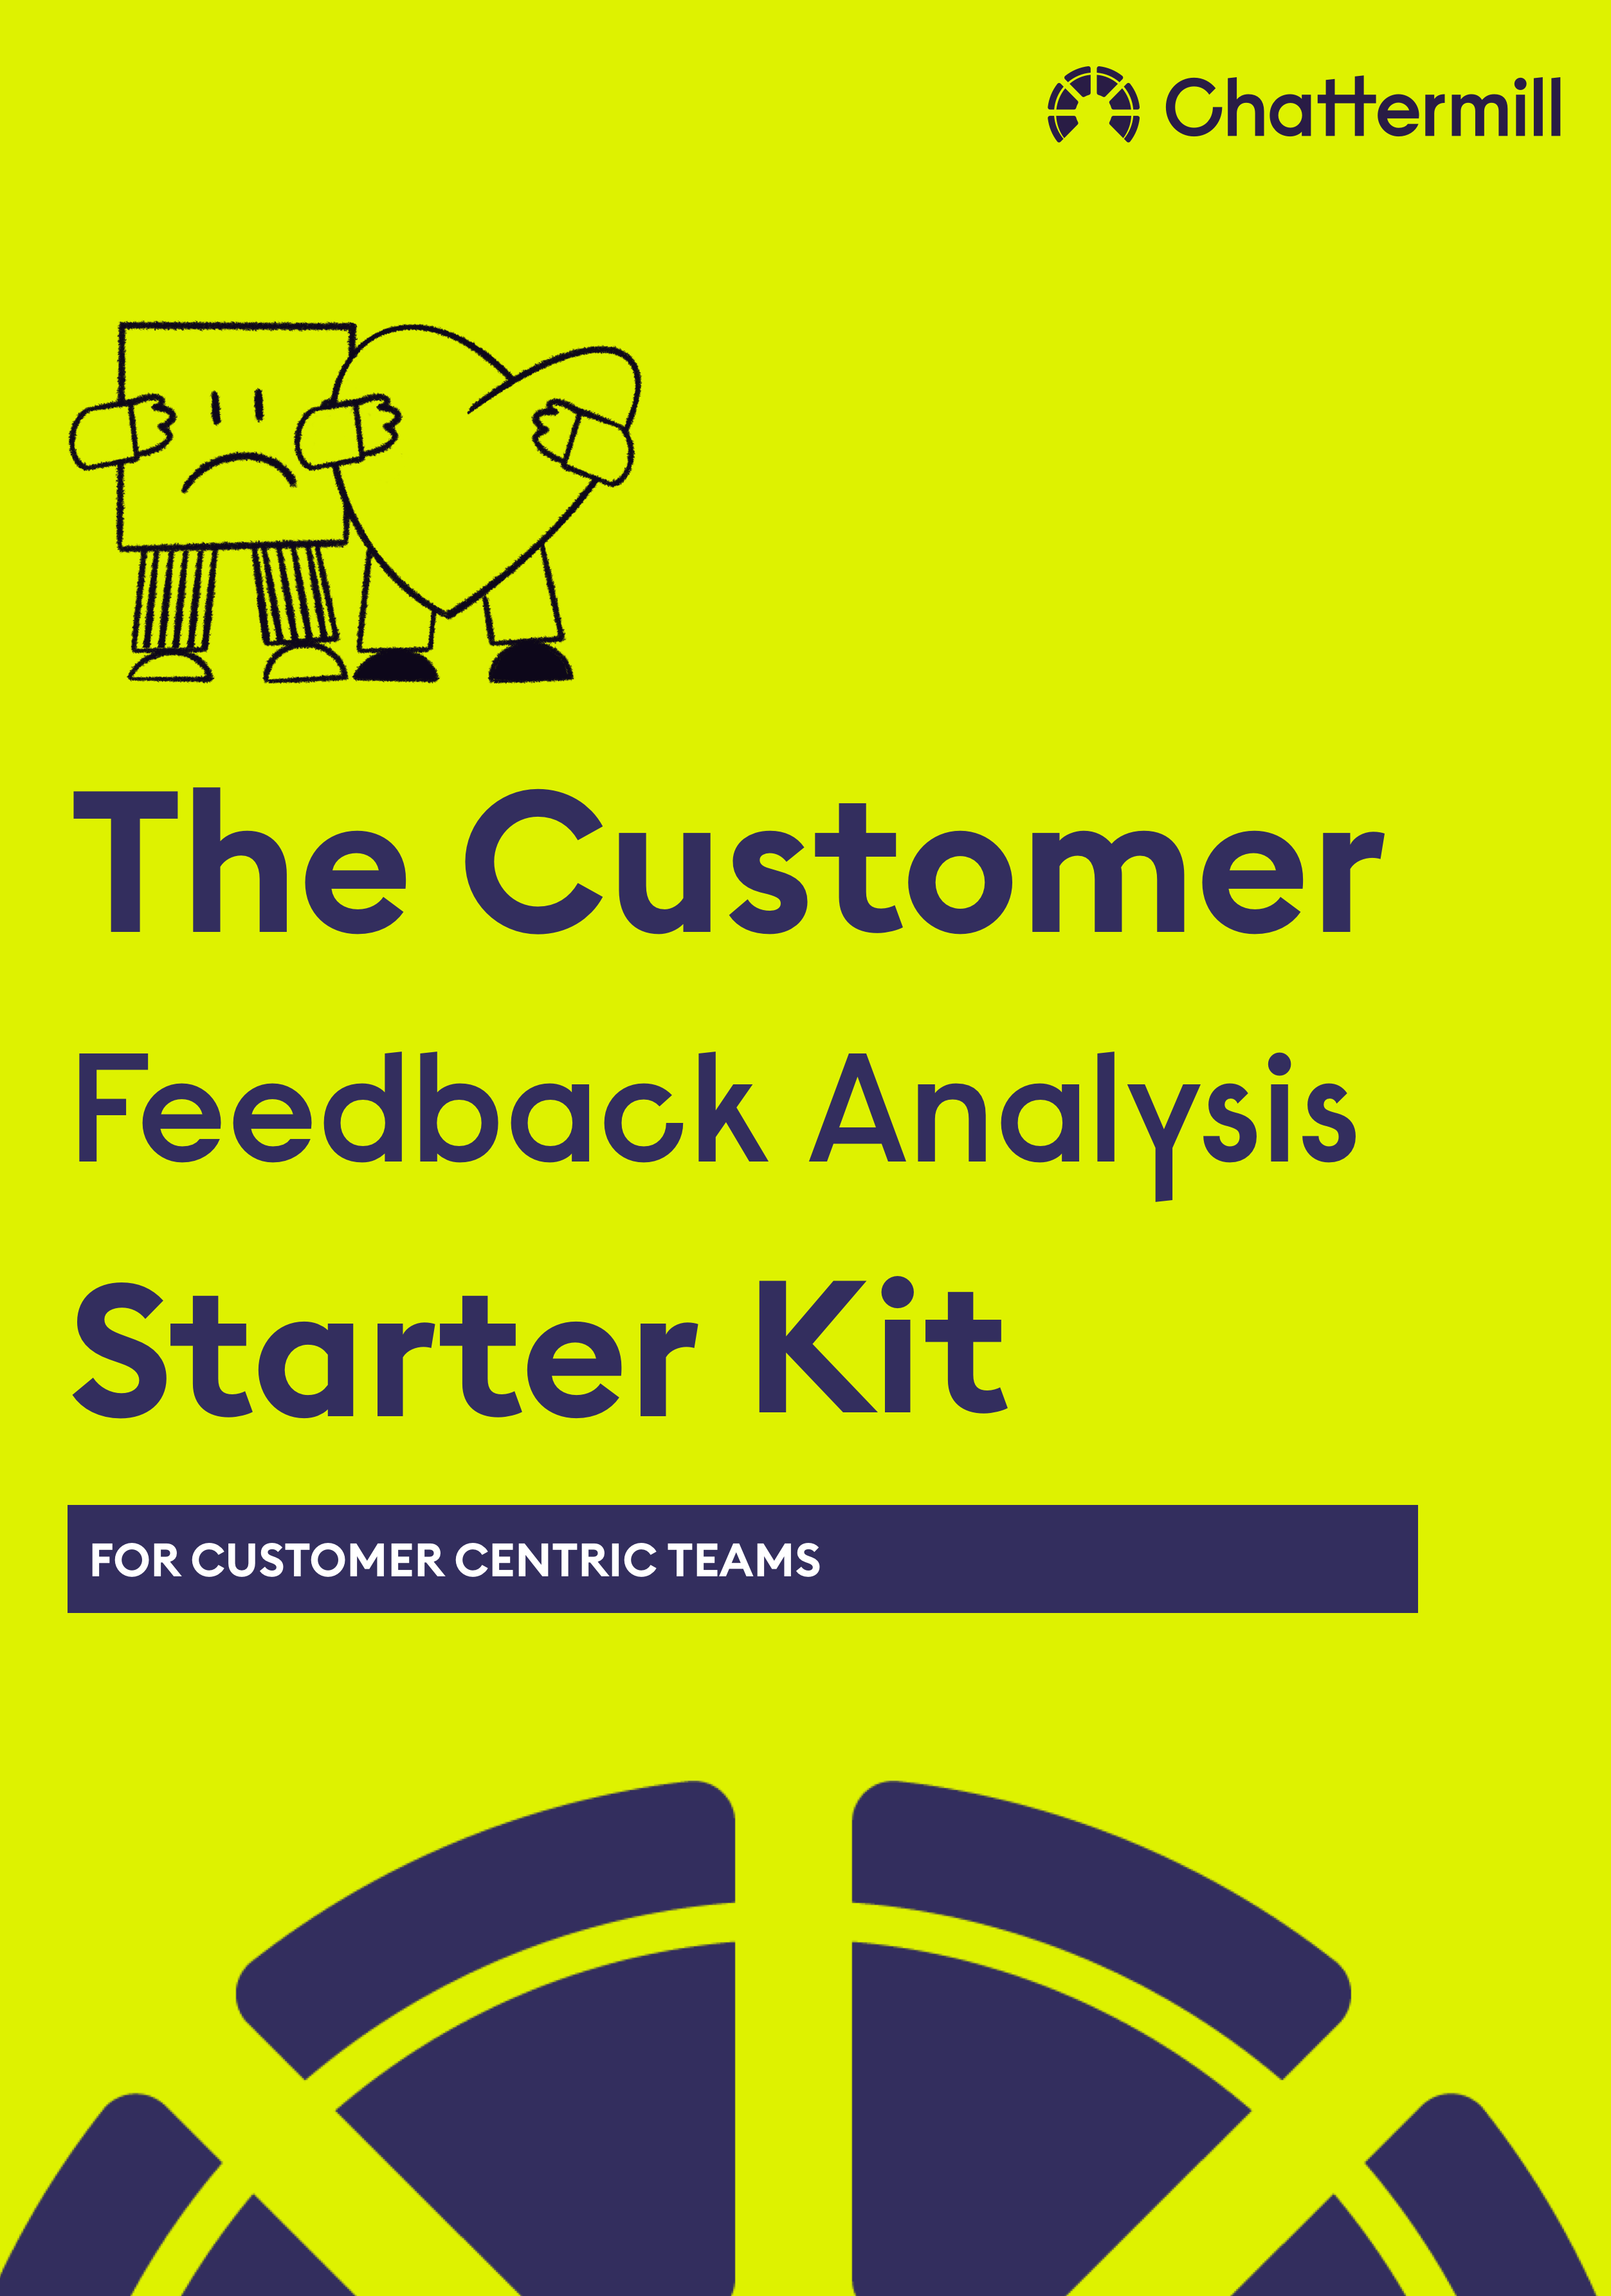 Chattermill
The Customer
Feedback Analysis
Starter Kit
FOR CUSTOMER CENTRIC TEAMS